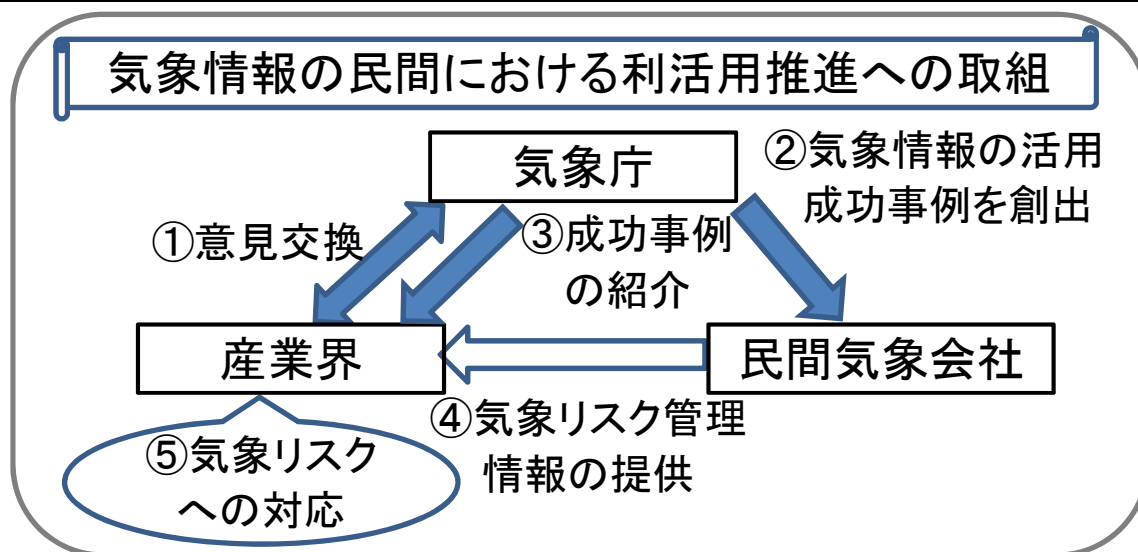 気象情報の民間における利活用推進への取組
気象庁
②気象情報の活用
成功事例を創出
①意見交換
③成功事例
の紹介
産業界
民間気象会社
④気象リスク管理
情報の提供
⑤気象リスク
への対応